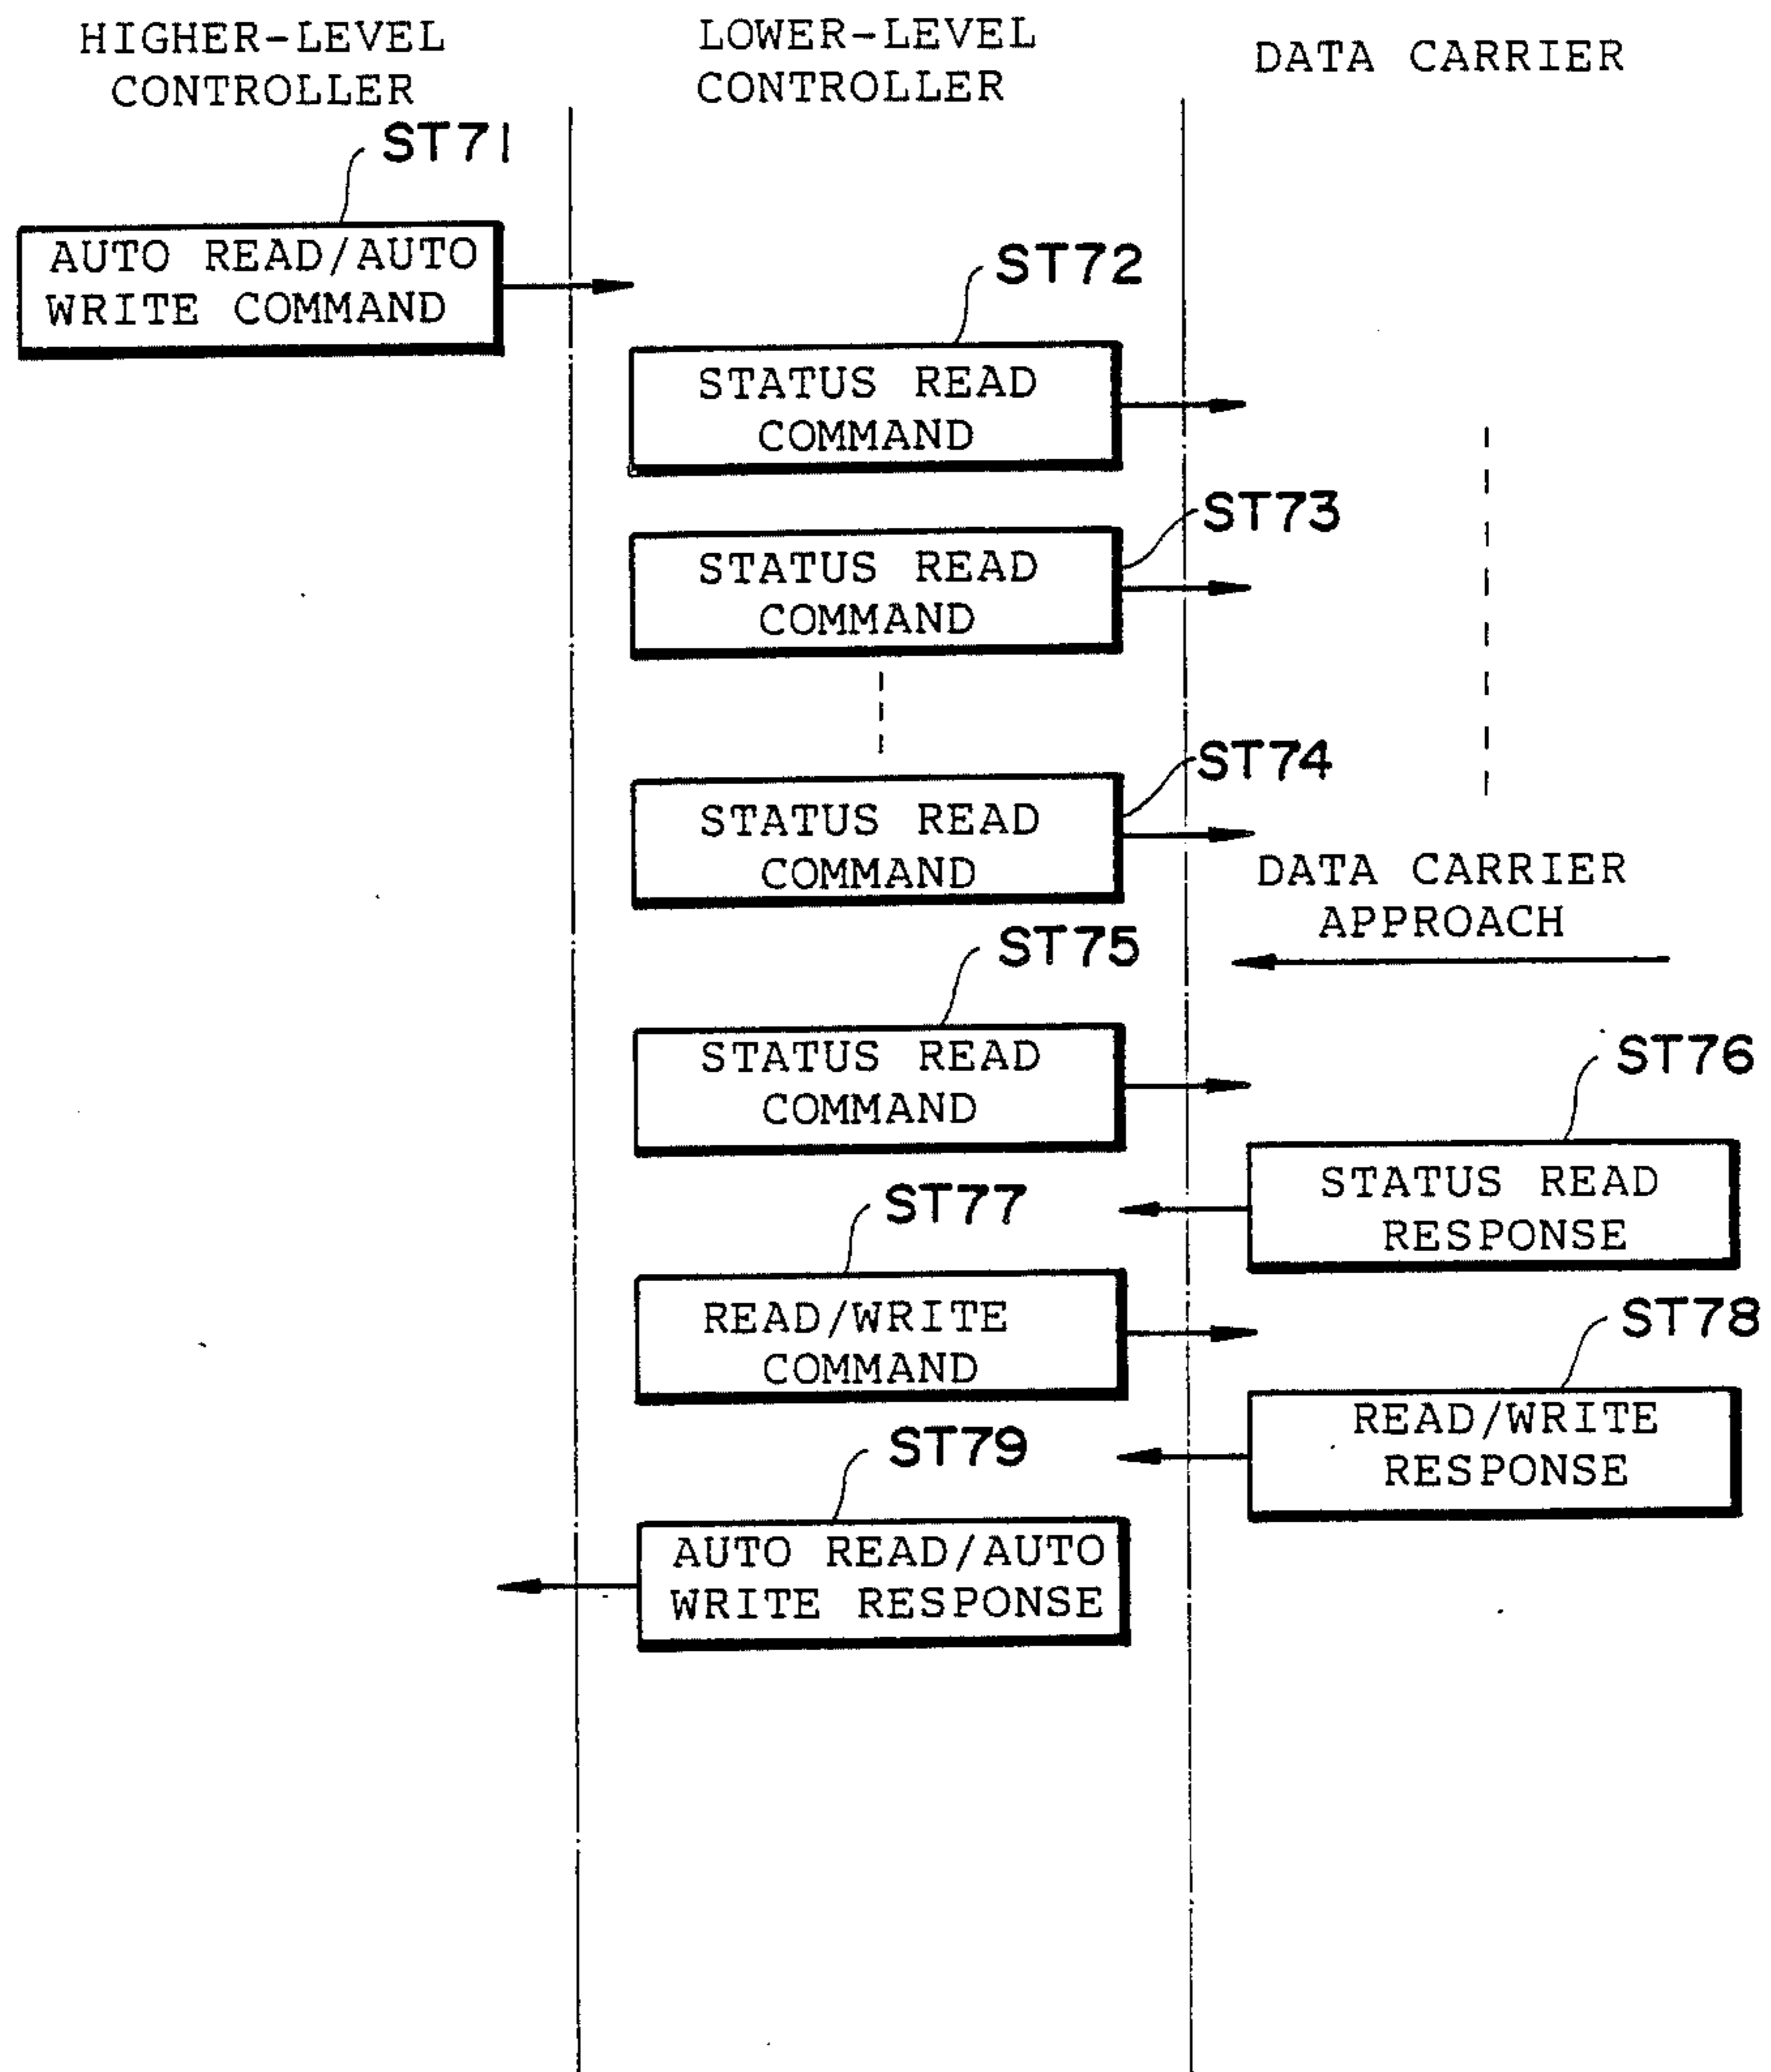 HIGHER-LEVEL
CONTROLLER
LOWER-LEVEL
CONTROLLER
DATA CARRIER
ST71
AUTO READ/AUTO
WRITE COMMAND
ST72
STATUS READ
COMMAND
ST73
STATUS READ
COMMAND
ST74
STATUS READ
COMMAND
DATA CARRIER
APPROACH
ST75
STATUS READ
COMMAND
ST76
STATUS READ
RESPONSE
ST77
READ/WRITE
COMMAND
ST78
READ/WRITE
RESPONSE
ST79
AUTO READ/AUTO
WRITE RESPONSE